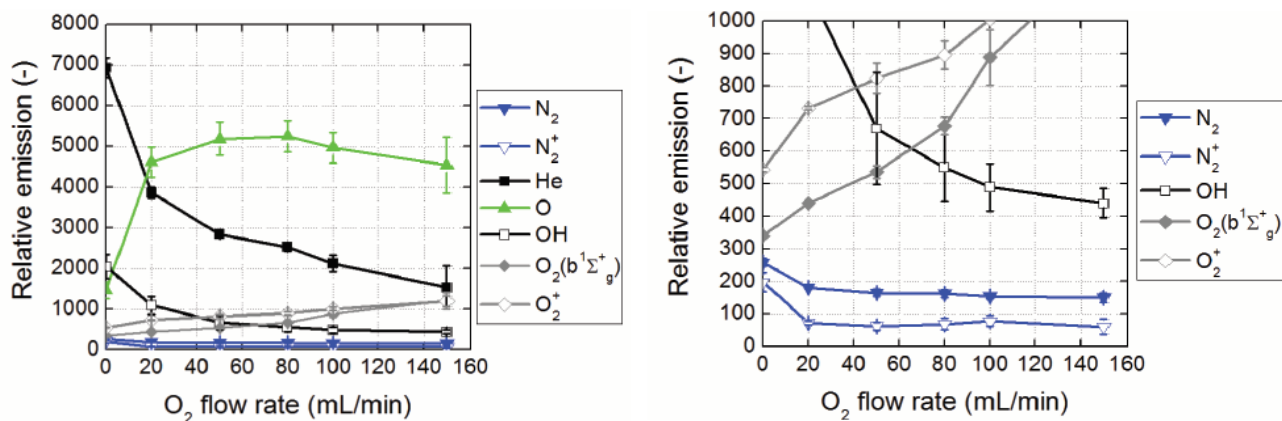 8000
7000
6000
5000
4000
3000
2000
1000
0
Relative emission (-)
0 20 40 60 80 100 120 140 160
O₂ flow rate (mL/min)
N₂
N₂⁺
He
O
OH
O₂(b¹Σ⁺g)
O₂⁺
1000
900
800
700
600
500
400
300
200
100
0
Relative emission (-)
0 20 40 60 80 100 120 140 160
O₂ flow rate (mL/min)
N₂
N₂⁺
OH
O₂(b¹Σ⁺g)
O₂⁺